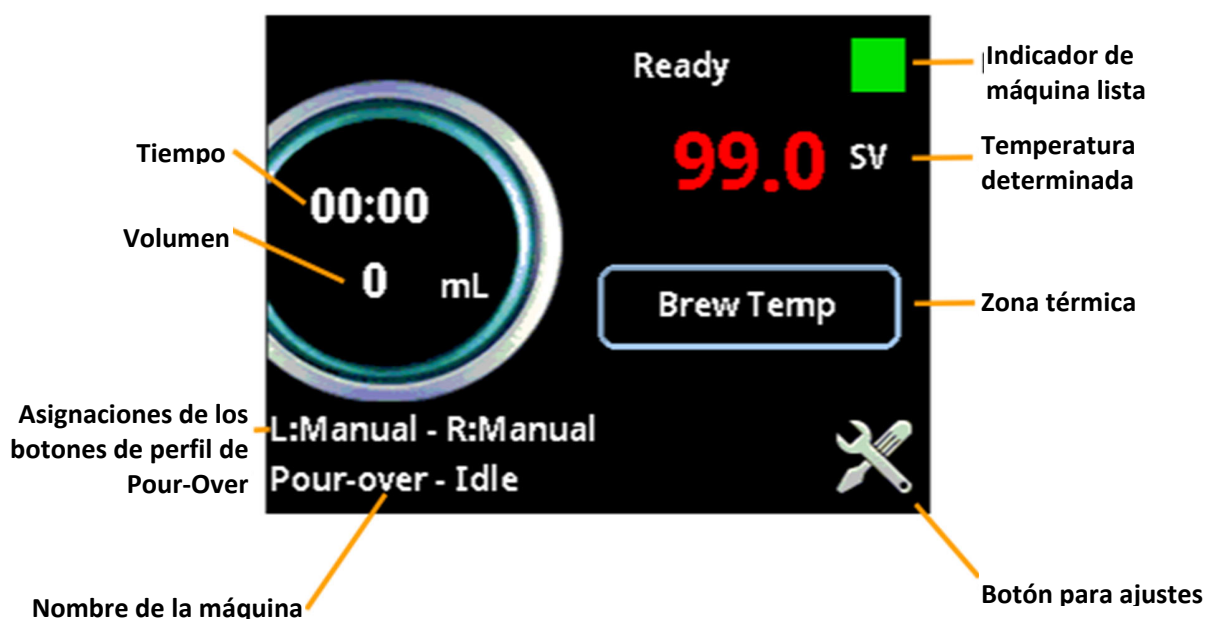 Ready
Indicador de
máquina lista
Tiempo
99.0 SV
Temperatura
determinada
00:00
Volumen
0 mL
Brew Temp
Zona térmica
Asignaciones de los
botones de perfil de
Pour-Over
L:Manual - R:Manual
Pour-over - Idle
Nombre de la máquina
Botón para ajustes